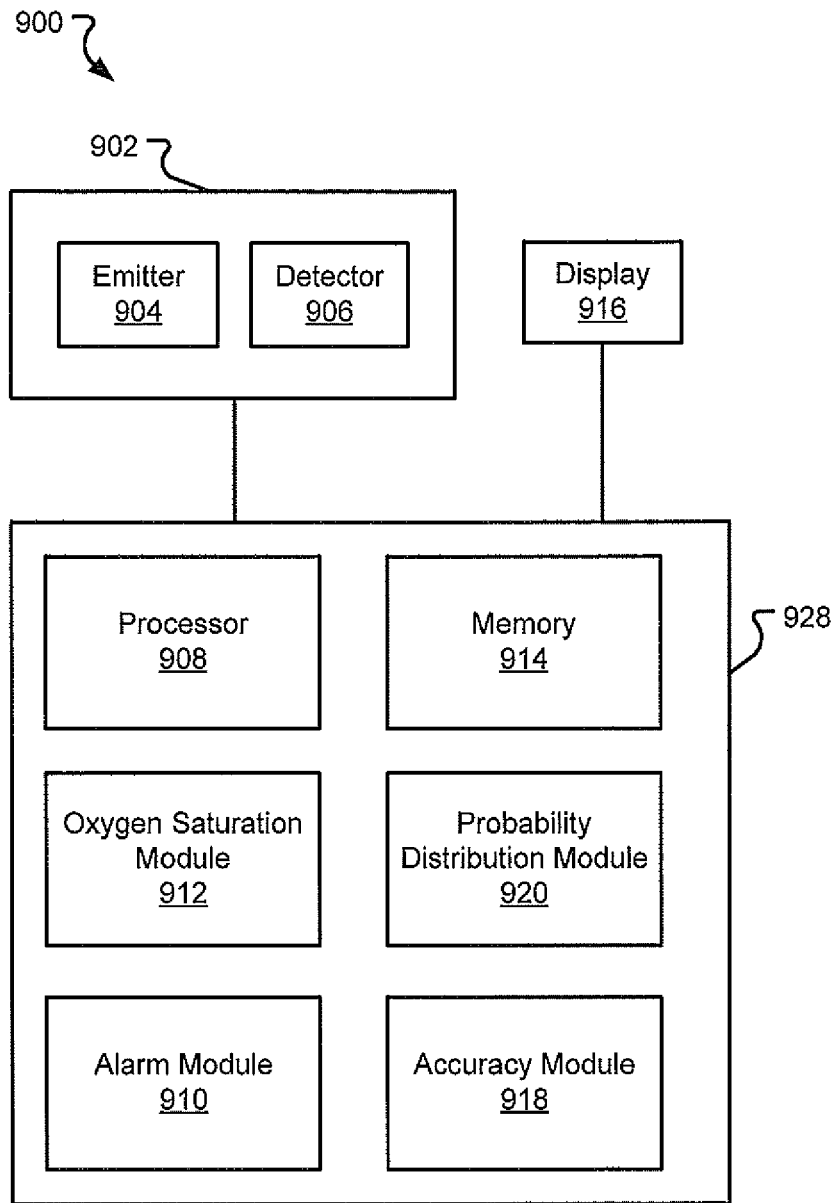 900
902
Emitter
904
Detector
906
Display
916
928
Processor
908
Memory
914
Oxygen Saturation
Module
912
Probability
Distribution Module
920
Alarm Module
910
Accuracy Module
918